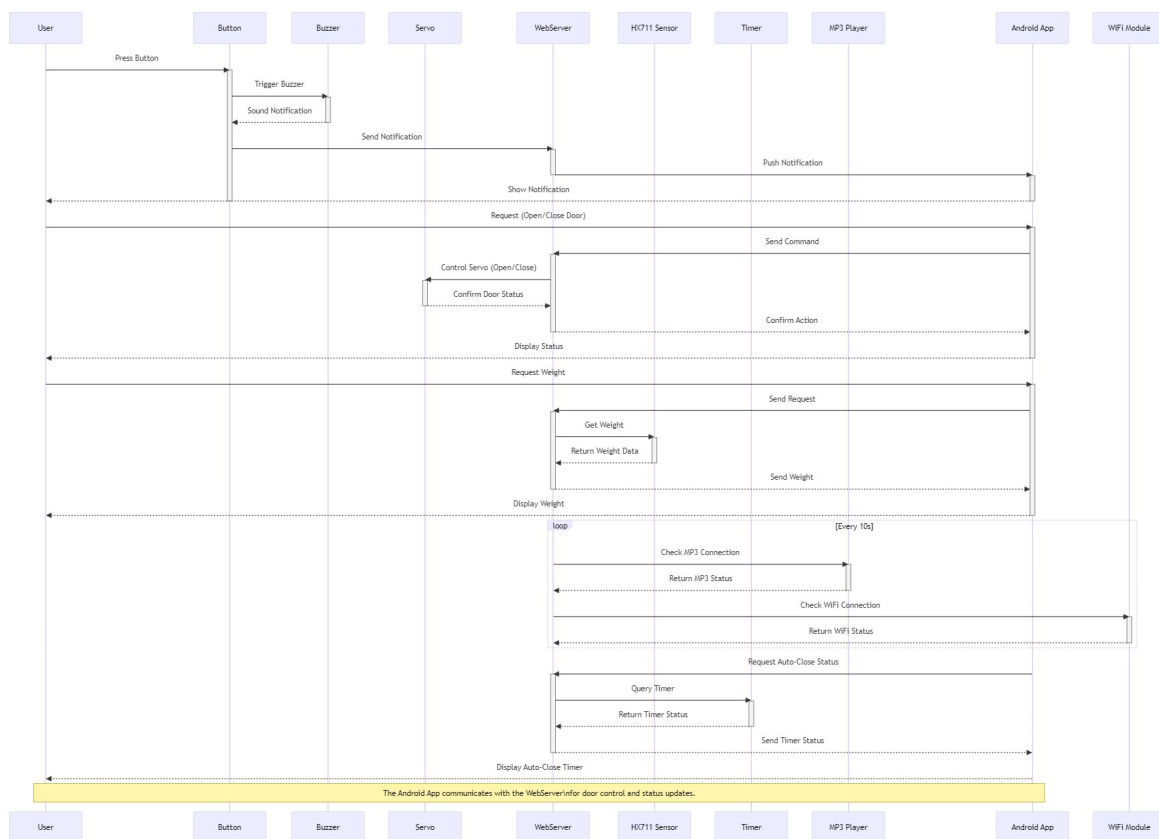 User Button Buzzer Servo WebServer HX711 Sensor Timer MP3 Player Android App WiFi Module
Press Button
Trigger Buzzer
Sound Notification
Send Notification
Push Notification
Show Notification
Request (Open/Close Door)
Send Command
Control Servo (Open/Close)
Confirm Door Status
Confirm Action
Display Status
Request Weight
Send Request
Get Weight
Return Weight Data
Send Weight
Display Weight
loop [Every 10s]
Check MP3 Connection
Return MP3 Status
Check WiFi Connection
Return WiFi Status
Request Auto-Close Status
Query Timer
Return Timer Status
Send Timer Status
Display Auto-Close Timer
The Android App communicates with the WebServer\nfor door control and status updates.
User Button Buzzer Servo WebServer HX711 Sensor Timer MP3 Player Android App WiFi Module